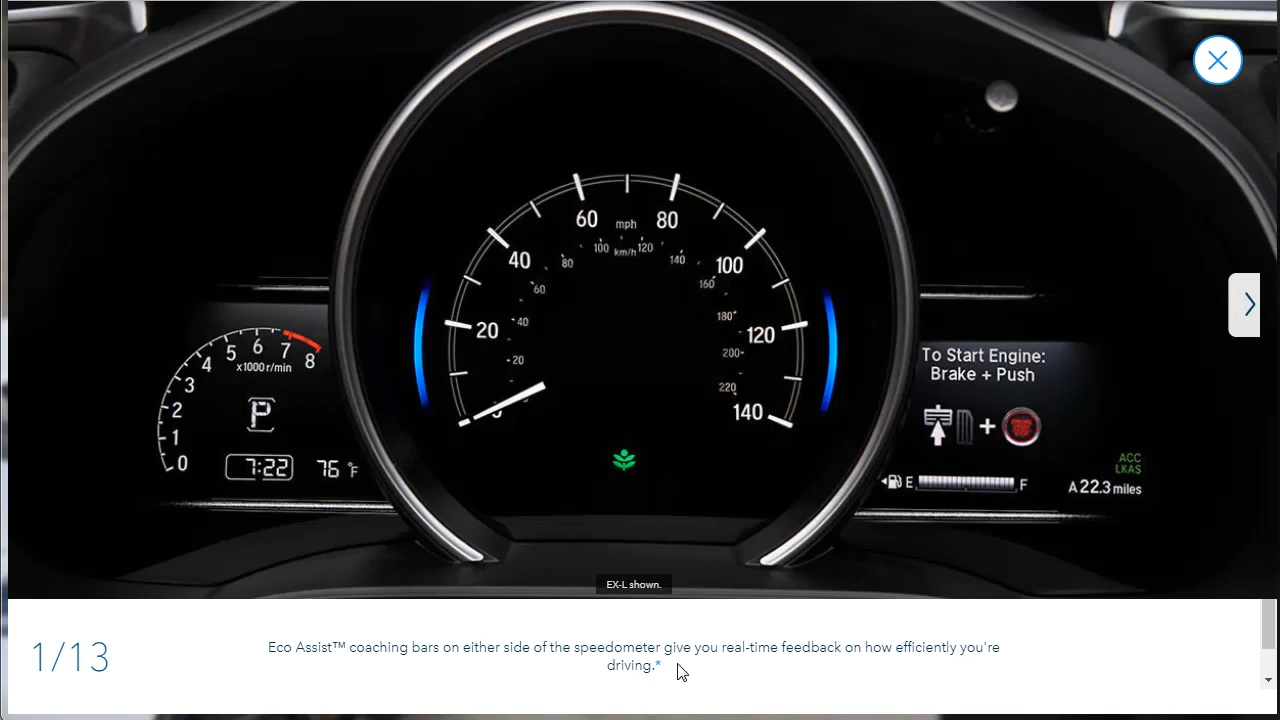 60
mph
80
100
km/h
120
40
80
140
100
60
160
20
40
180
120
20
200
220
140
5
6
7
8
4
x1000 r/min
3
2
P
1
0
7:22
76 °F
To Start Engine:
Brake + Push
+
ACC
LKAS
E
F
A 22.3 miles
EX-L shown.
1/13
Eco Assist™ coaching bars on either side of the speedometer give you real-time feedback on how efficiently you're
driving.*